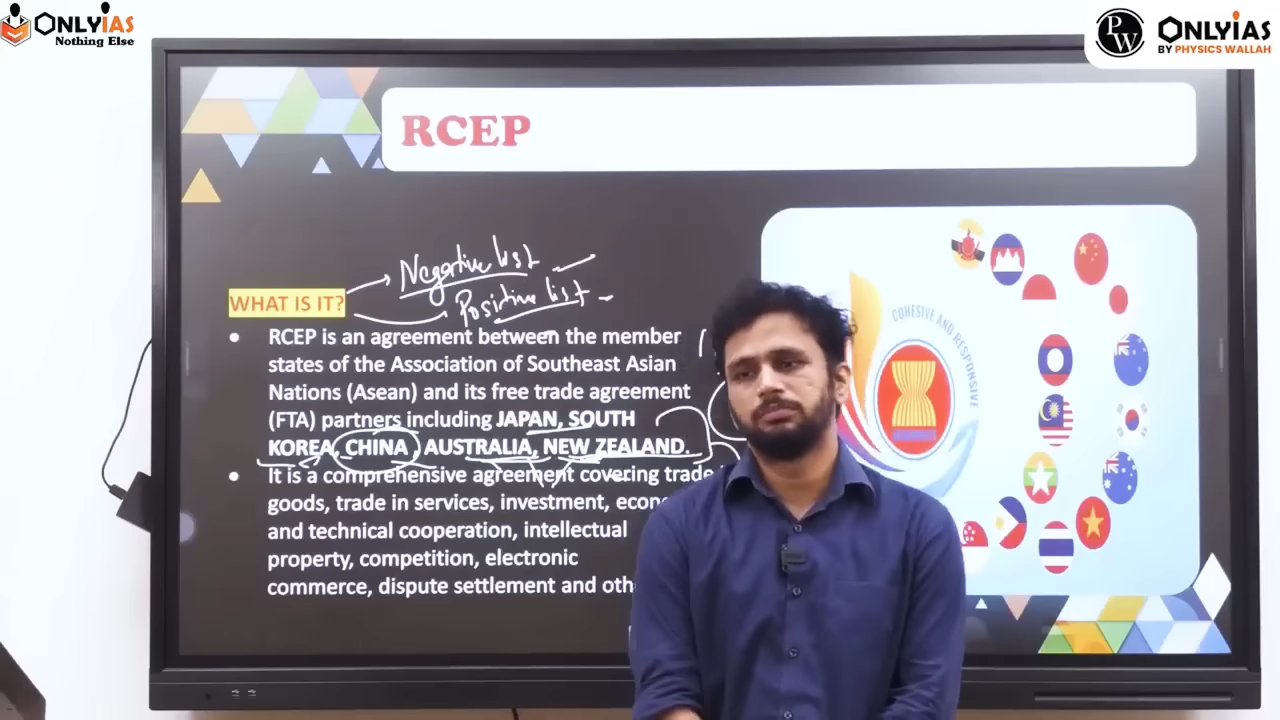 ONLYIAS
Nothing Else
PW
ONLYIAS
BY PHYSICS WALLAH
RCEP
Negative list
Positive list
WHAT IS IT?
• RCEP is an agreement between the member
states of the Association of Southeast Asian
Nations (Asean) and its free trade agreement
(FTA) partners including JAPAN, SOUTH
KOREA, CHINA, AUSTRALIA, NEW ZEALAND.
• It is a comprehensive agreement covering trade
goods, trade in services, investment,
and technical cooperation, intellectual
property, competition, electronic
commerce, dispute settlement and
COHESIVE AND RESPONSIVE